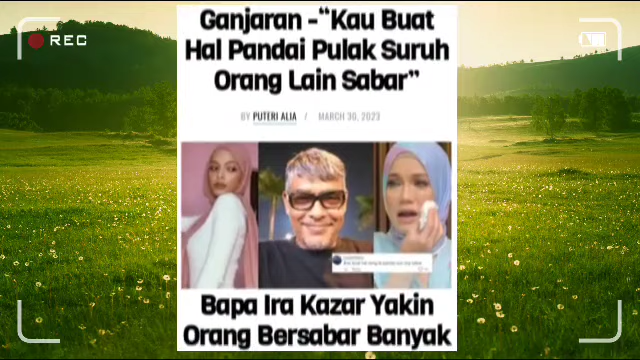 REC
Ganjaran -“Kau Buat
Hal Pandai Pulak Suruh
Orang Lain Sabar”
BY PUTERI ALIA / MARCH 30, 2023
Bapa Ira Kazar Yakin
Orang Bersabar Banyak